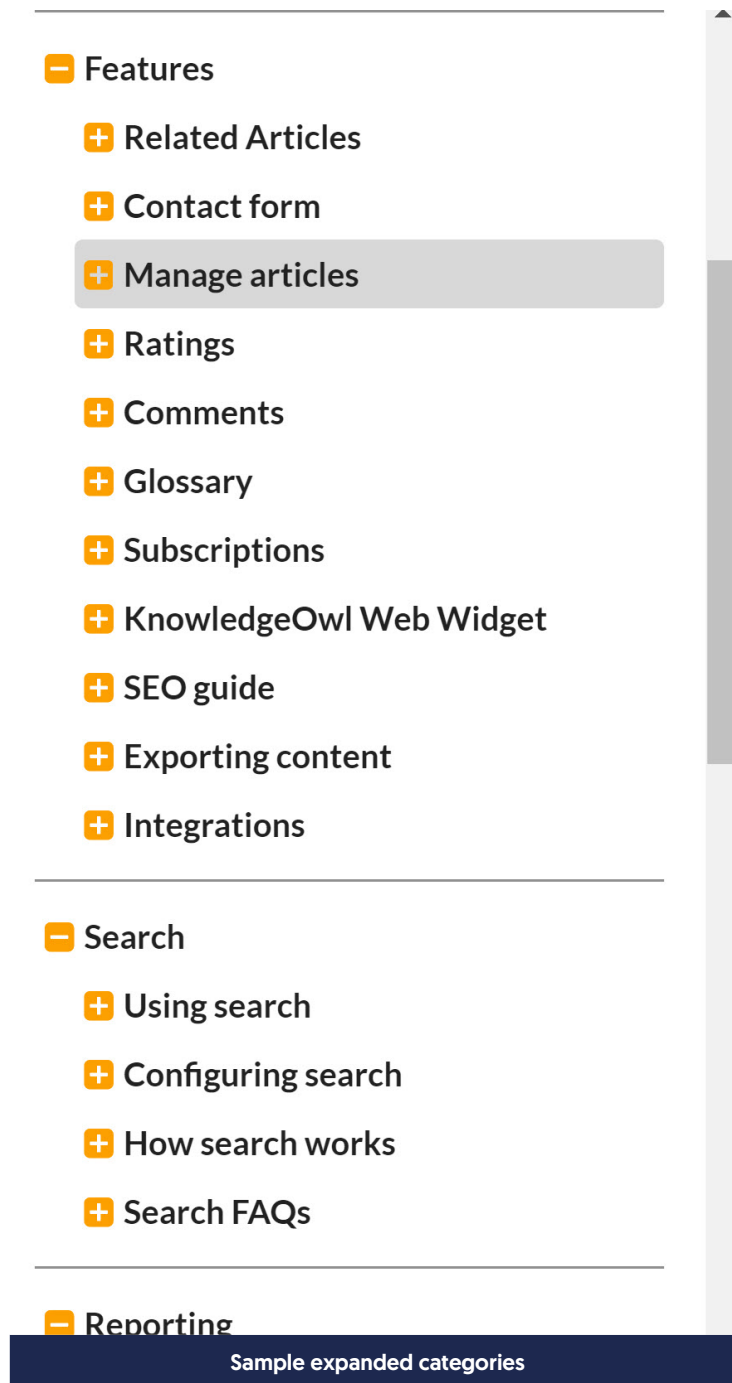 Features
Related Articles
Contact form
Manage articles
Ratings
Comments
Glossary
Subscriptions
KnowledgeOwl Web Widget
SEO guide
Exporting content
Integrations
Search
Using search
Configuring search
How search works
Search FAQs
Reporting
Sample expanded categories